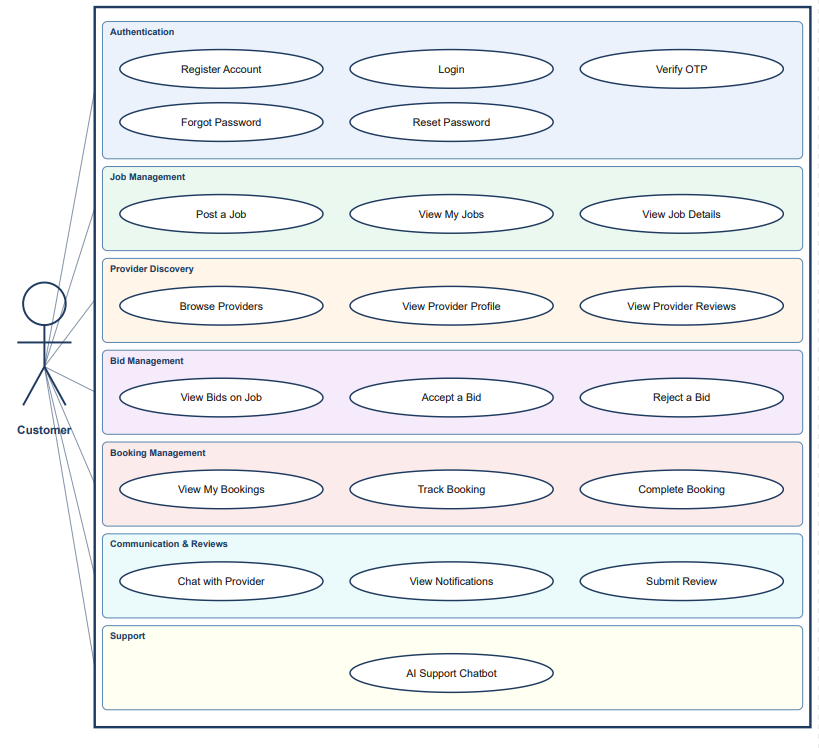 Authentication
Register Account
Login
Verify OTP
Forgot Password
Reset Password
Job Management
Post a Job
View My Jobs
View Job Details
Provider Discovery
Browse Providers
View Provider Profile
View Provider Reviews
Bid Management
View Bids on Job
Accept a Bid
Reject a Bid
Customer
Booking Management
View My Bookings
Track Booking
Complete Booking
Communication & Reviews
Chat with Provider
View Notifications
Submit Review
Support
AI Support Chatbot